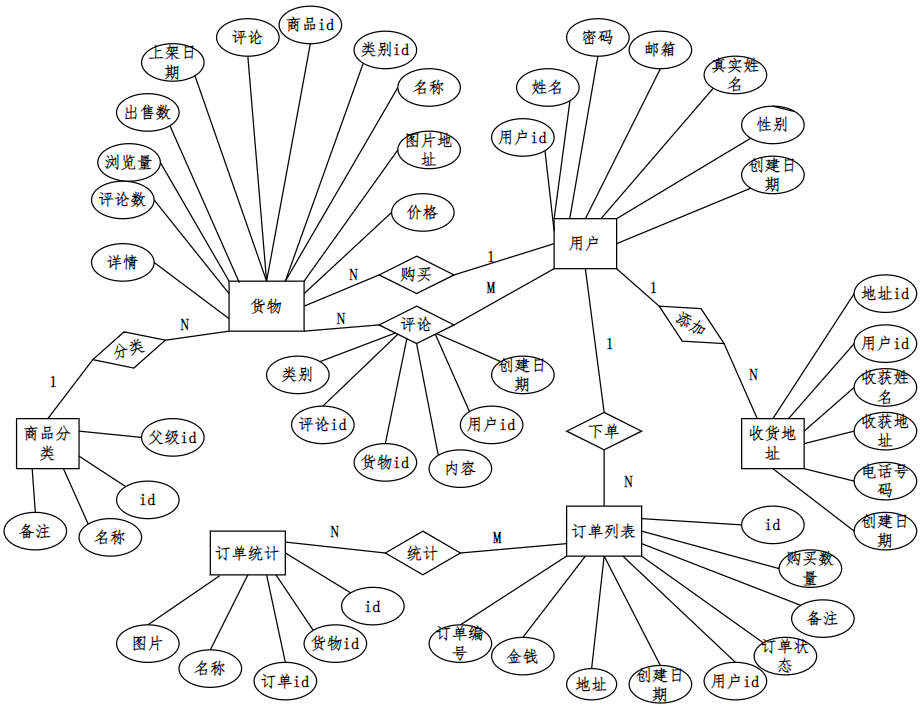 商品id
评论
密码
邮箱
上架日
期
类别id
真实姓
名
姓名
名称
出售数
性别
用户id
图片地
址
浏览量
创建日
期
评论数
价格
用户
1
详情
购买
N
M
地址id
1
货物
N
评论
添加
N
分类
1
用户id
类别
创建日
期
N
1
收获姓
名
评论id
用户id
下单
收获地
址
商品分
类
父级id
收货地
址
货物id
内容
电话号
码
N
id
备注
名称
N
M
订单列表
id
创建日
期
订单统计
统计
购买数
量
id
备注
图片
货物id
订单编
号
金钱
订单状
态
名称
订单id
地址
创建日
期
用户id